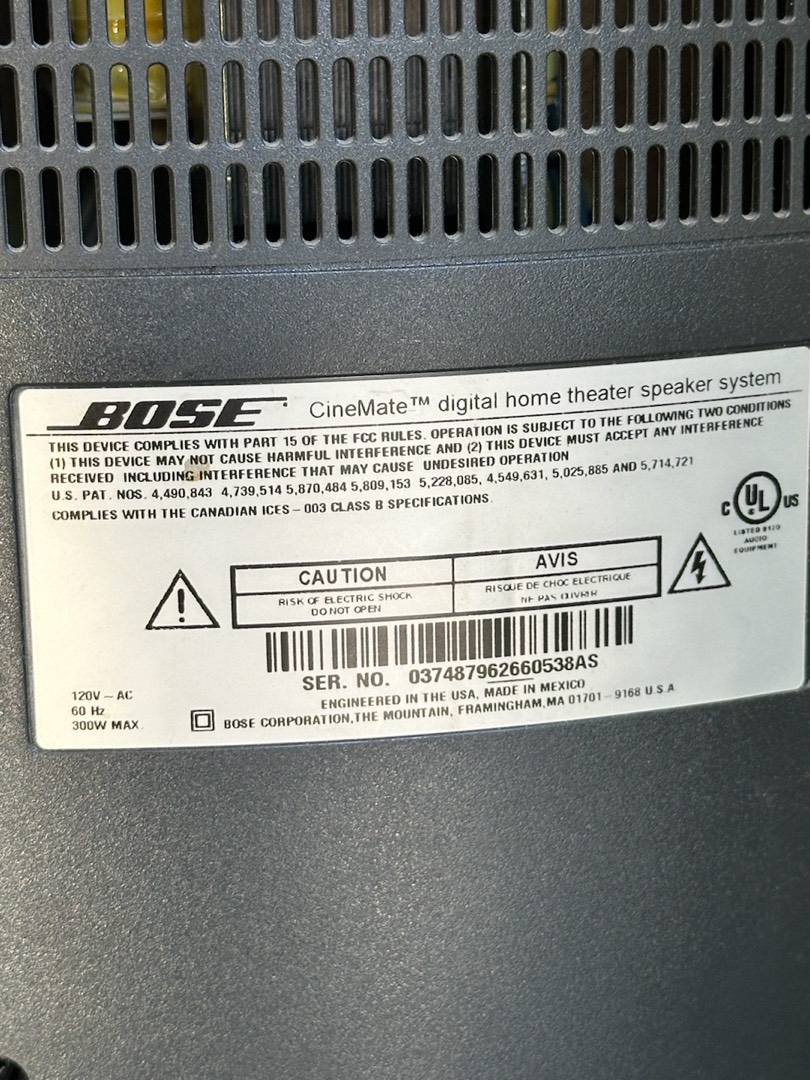 BOSE CineMate™ digital home theater speaker system
THIS DEVICE COMPLIES WITH PART 15 OF THE FCC RULES. OPERATION IS SUBJECT TO THE FOLLOWING TWO CONDITIONS
(1) THIS DEVICE MAY NOT CAUSE HARMFUL INTERFERENCE AND (2) THIS DEVICE MUST ACCEPT ANY INTERFERENCE
RECEIVED INCLUDING INTERFERENCE THAT MAY CAUSE UNDESIRED OPERATION
U.S. PAT. NOS. 4,490,843 4,739,514 5,870,484 5,809,153 5,228,085, 4,549,631, 5,025,885 AND 5,714,721
COMPLIES WITH THE CANADIAN ICES - 003 CLASS B SPECIFICATIONS.
C UL US
LISTED
AUDIO
EQUIPMENT
CAUTION
RISK OF ELECTRIC SHOCK
DO NOT OPEN
AVIS
RISQUE DE CHOC ELECTRIQUE
NE PAS OUVRIR
SER. NO. 037487962660538AS
120V ~ AC
60 Hz
300W MAX.
ENGINEERED IN THE USA, MADE IN MEXICO
BOSE CORPORATION, THE MOUNTAIN, FRAMINGHAM, MA 01701 - 9168 U.S.A